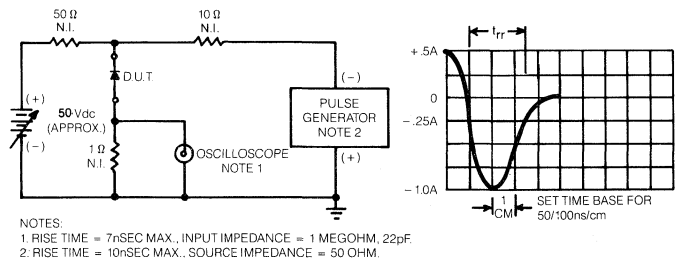 50 Ω
N.I.
10 Ω
N.I.
D.U.T.
(+)
50 Vdc
(APPROX.)
(−)
1 Ω
N.I.
OSCILLOSCOPE
NOTE 1
(−)
PULSE
GENERATOR
NOTE 2
(+)
trr
+.5A
0
−.25A
−1.0A
1
CM
SET TIME BASE FOR
50/100ns/cm
NOTES:
1. RISE TIME = 7nSEC MAX., INPUT IMPEDANCE = 1 MEGOHM, 22pF.
2. RISE TIME = 10nSEC MAX., SOURCE IMPEDANCE = 50 OHM.